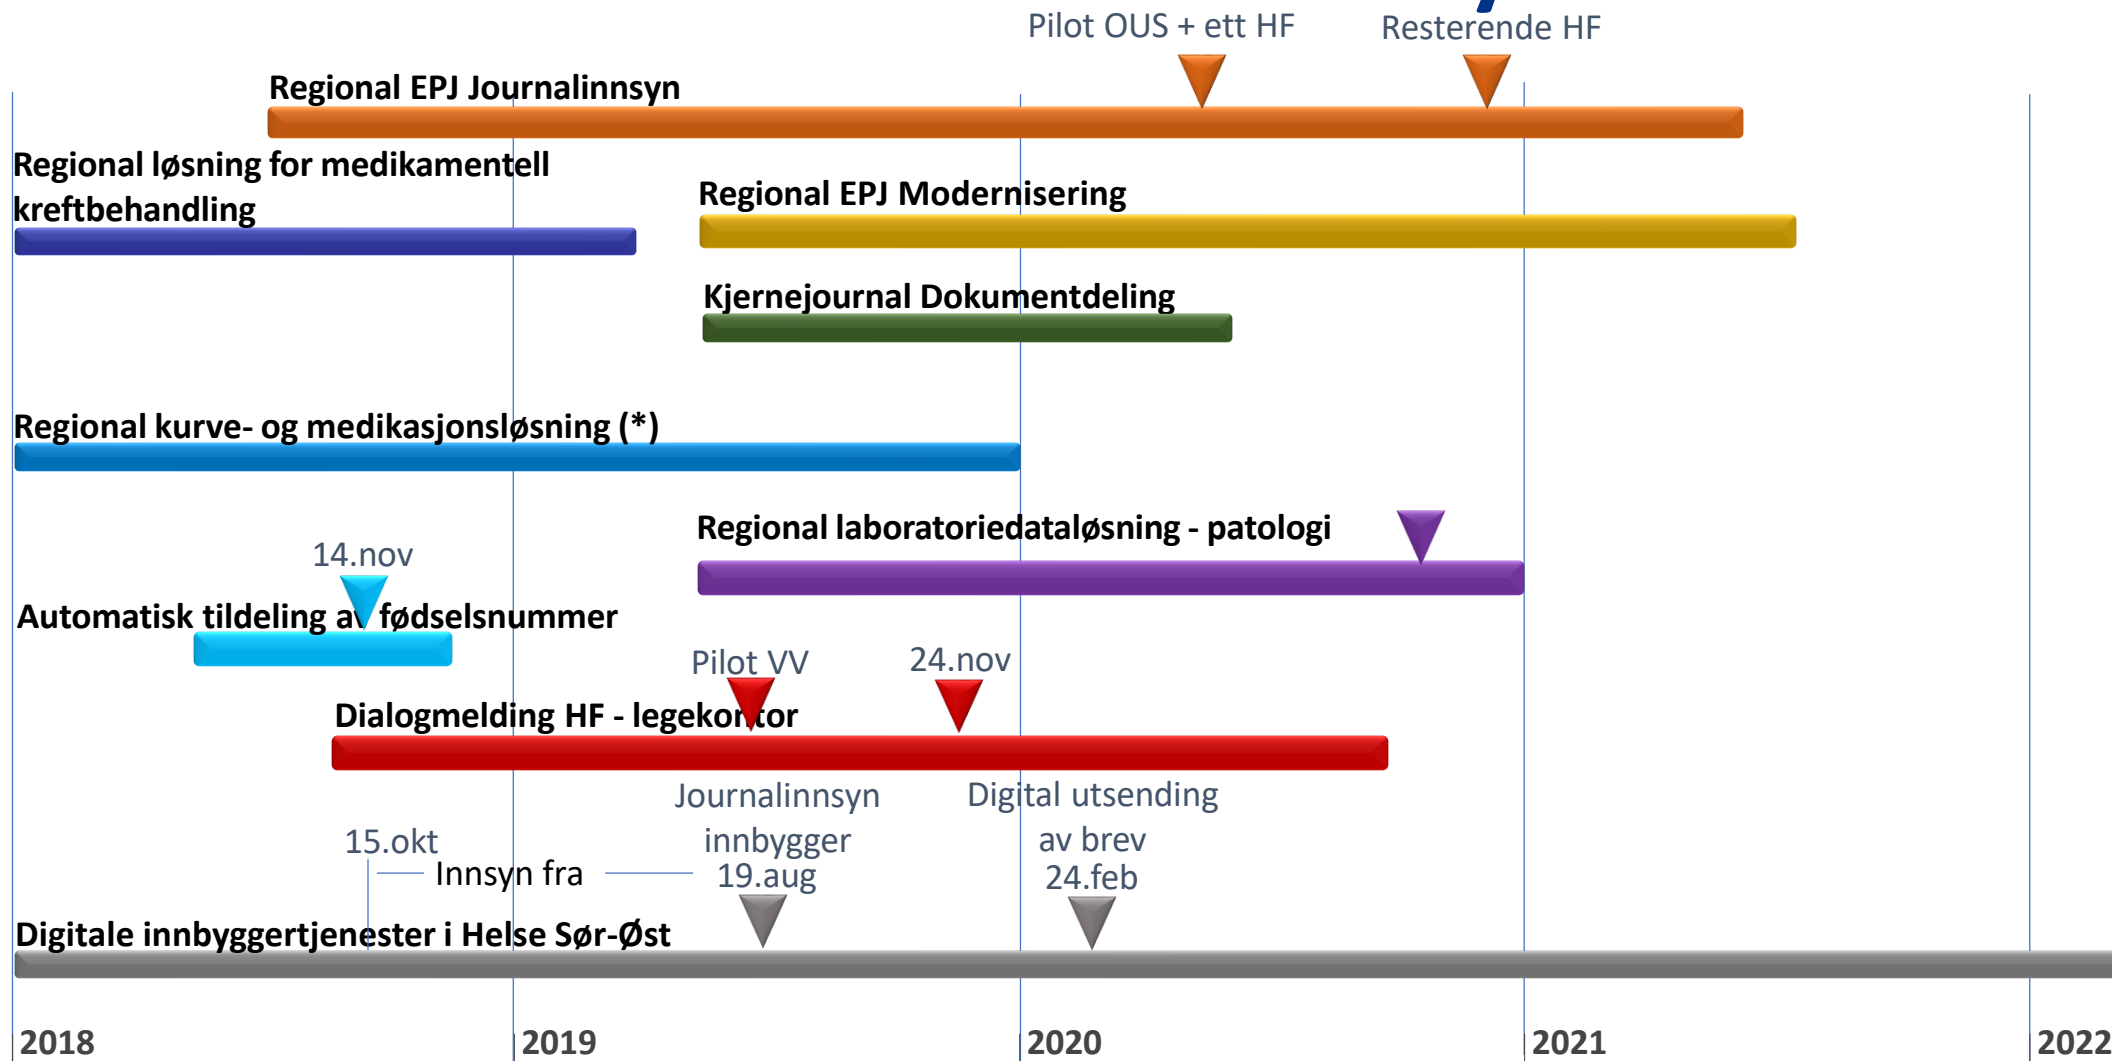 Pilot OUS + ett HF
Resterende HF
Regional EPJ Journalinnsyn
Regional løsning for medikamentell
kreftbehandling
Regional EPJ Modernisering
Kjernejournal Dokumentdeling
Regional kurve- og medikasjonsløsning (*)
Regional laboratoriedataløsning - patologi
14.nov
Automatisk tildeling av fødselsnummer
Pilot VV
24.nov
Dialogmelding HF - legekontor
Journalinnsyn
innbygger
19.aug
Digital utsending
av brev
24.feb
15.okt
Innsyn fra
Digitale innbyggertjenester i Helse Sør-Øst
2018
2019
2020
2021
2022